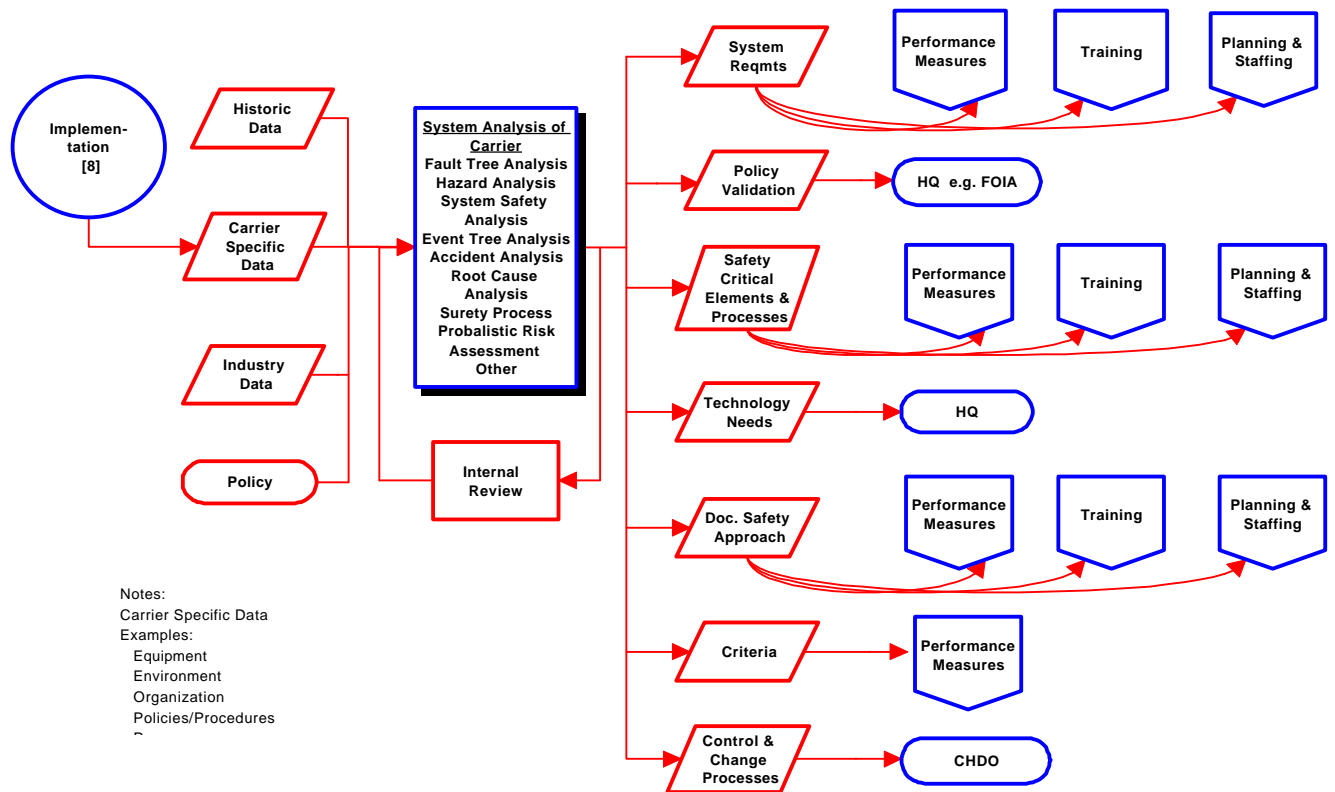 Implemen-
tation
[8]
Historic
Data
Carrier
Specific
Data
Industry
Data
Policy
System Analysis of
Carrier
Fault Tree Analysis
Hazard Analysis
System Safety
Analysis
Event Tree Analysis
Accident Analysis
Root Cause
Analysis
Surety Process
Probalistic Risk
Assessment
Other
Internal
Review
System
Reqmts
Performance
Measures
Training
Planning &
Staffing
Policy
Validation
HQ e.g. FOIA
Safety
Critical
Elements &
Processes
Performance
Measures
Training
Planning &
Staffing
Technology
Needs
HQ
Doc. Safety
Approach
Performance
Measures
Training
Planning &
Staffing
Criteria
Performance
Measures
Control &
Change
Processes
CHDO
Notes:
Carrier Specific Data
Examples:
Equipment
Environment
Organization
Policies/Procedures